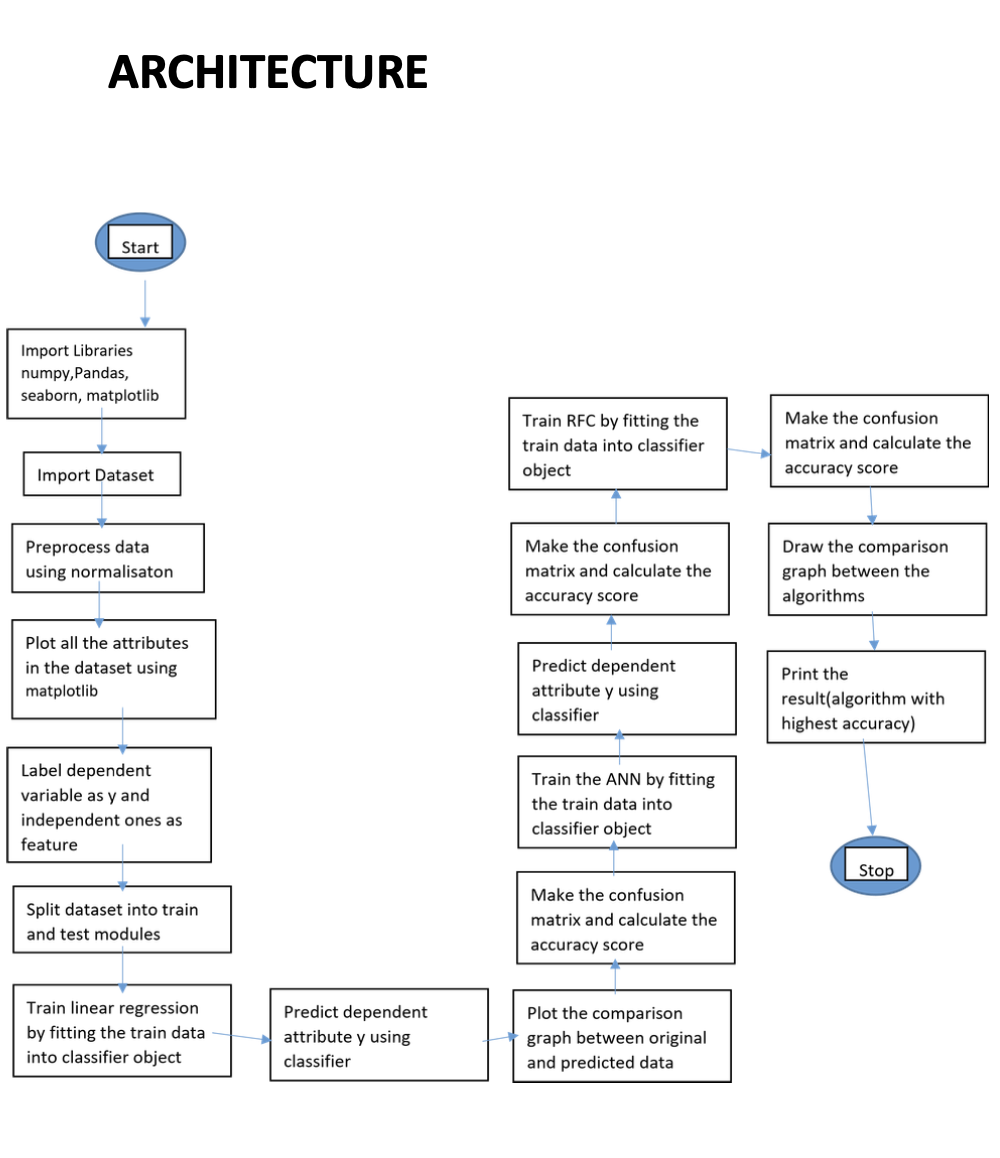 ARCHITECTURE
Start
Import Libraries
numpy,Pandas,
seaborn, matplotlib
Import Dataset
Preprocess data
using normalisaton
Plot all the attributes
in the dataset using
matplotlib
Label dependent
variable as y and
independent ones as
feature
Split dataset into train
and test modules
Train linear regression
by fitting the train data
into classifier object
Predict dependent
attribute y using
classifier
Plot the comparison
graph between original
and predicted data
Make the confusion
matrix and calculate the
accuracy score
Train the ANN by fitting
the train data into
classifier object
Predict dependent
attribute y using
classifier
Make the confusion
matrix and calculate the
accuracy score
Train RFC by fitting the
train data into classifier
object
Make the confusion
matrix and calculate the
accuracy score
Draw the comparison
graph between the
algorithms
Print the
result(algorithm with
highest accuracy)
Stop